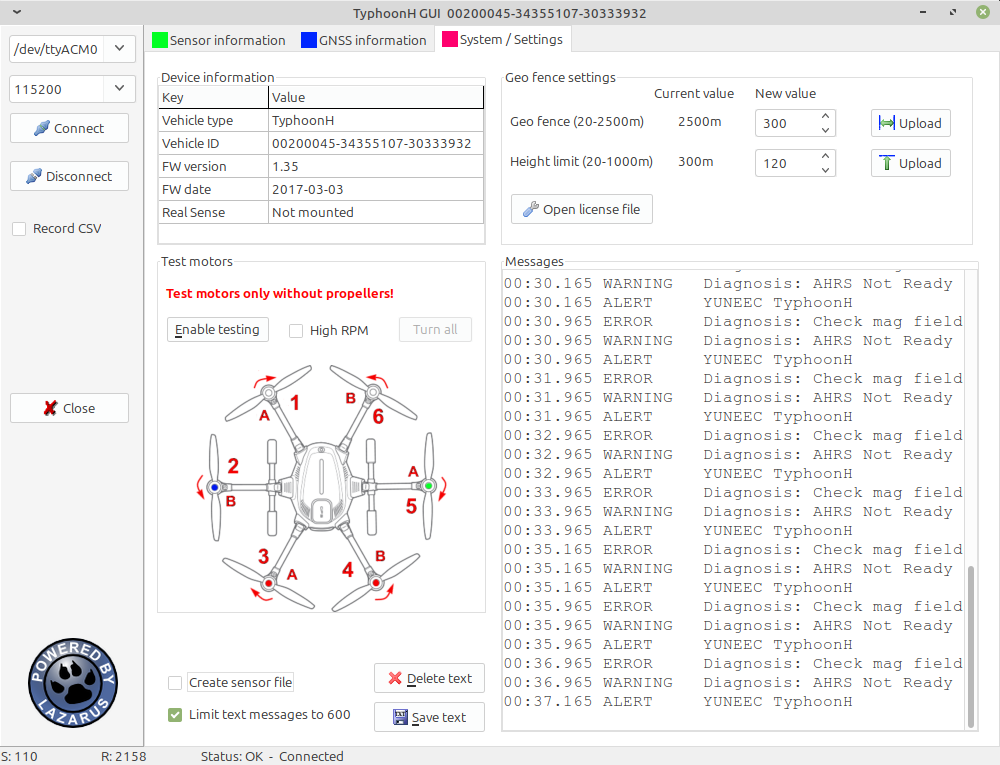 TyphoonH GUI 00200045-34355107-30333932
/dev/ttyACM0
115200
Connect
Disconnect
Record CSV
Close
POWERED BY
LAZARUS
Sensor information
GNSS information
System / Settings
Device information
Key Value
Vehicle type TyphoonH
Vehicle ID 00200045-34355107-30333932
FW version 1.35
FW date 2017-03-03
Real Sense Not mounted
Geo fence settings
Current value New value
Geo fence (20-2500m) 2500m 300 Upload
Height limit (20-1000m) 300m 120 Upload
Open license file
Test motors
Test motors only without propellers!
Enable testing High RPM Turn all
A 1 B 6
2 B A 5
3 A 4 B
Create sensor file
Limit text messages to 600
Delete text
Save text
Messages
00:30.165 WARNING Diagnosis: AHRS Not Ready
00:30.165 ALERT YUNEEC TyphoonH
00:30.965 ERROR Diagnosis: Check mag field
00:30.965 WARNING Diagnosis: AHRS Not Ready
00:30.965 ALERT YUNEEC TyphoonH
00:31.965 ERROR Diagnosis: Check mag field
00:31.965 WARNING Diagnosis: AHRS Not Ready
00:31.965 ALERT YUNEEC TyphoonH
00:32.965 ERROR Diagnosis: Check mag field
00:32.965 WARNING Diagnosis: AHRS Not Ready
00:32.965 ALERT YUNEEC TyphoonH
00:33.965 ERROR Diagnosis: Check mag field
00:33.965 WARNING Diagnosis: AHRS Not Ready
00:33.965 ALERT YUNEEC TyphoonH
00:35.165 ERROR Diagnosis: Check mag field
00:35.165 WARNING Diagnosis: AHRS Not Ready
00:35.165 ALERT YUNEEC TyphoonH
00:35.965 ERROR Diagnosis: Check mag field
00:35.965 WARNING Diagnosis: AHRS Not Ready
00:35.965 ALERT YUNEEC TyphoonH
00:36.965 ERROR Diagnosis: Check mag field
00:36.965 WARNING Diagnosis: AHRS Not Ready
00:37.165 ALERT YUNEEC TyphoonH
S: 110 R: 2158 Status: OK - Connected